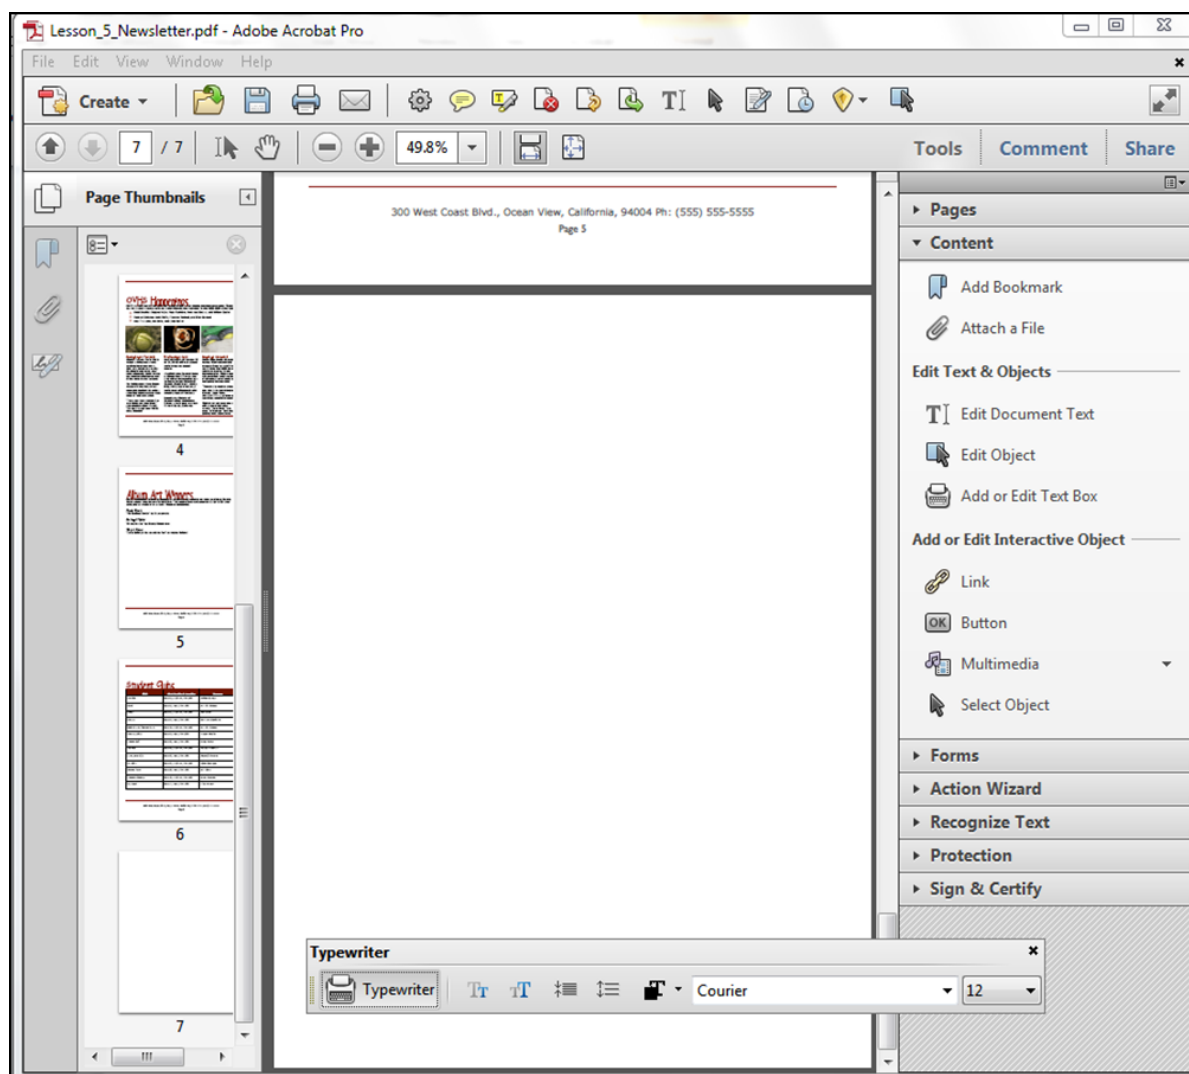 Lesson_5_Newsletter.pdf - Adobe Acrobat Pro
File Edit View Window Help
Create
7 / 7 49.8% Tools Comment Share
Page Thumbnails
OVHS Happenings
4
Album Art Winners
5
Student Clubs
6
7
300 West Coast Blvd., Ocean View, California, 94004 Ph: (555) 555-5555
Page 5
Pages
Content
Add Bookmark
Attach a File
Edit Text & Objects
Edit Document Text
Edit Object
Add or Edit Text Box
Add or Edit Interactive Object
Link
OK Button
Multimedia
Select Object
Forms
Action Wizard
Recognize Text
Protection
Sign & Certify
Typewriter
Typewriter Courier 12